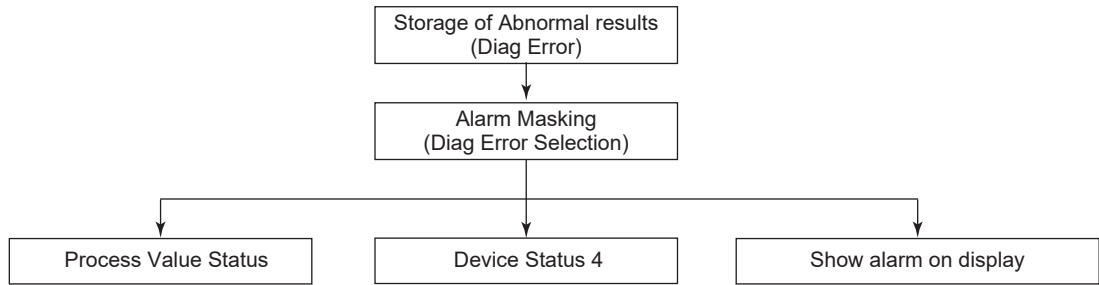 Storage of Abnormal results
(Diag Error)
Alarm Masking
(Diag Error Selection)
Process Value Status
Device Status 4
Show alarm on display